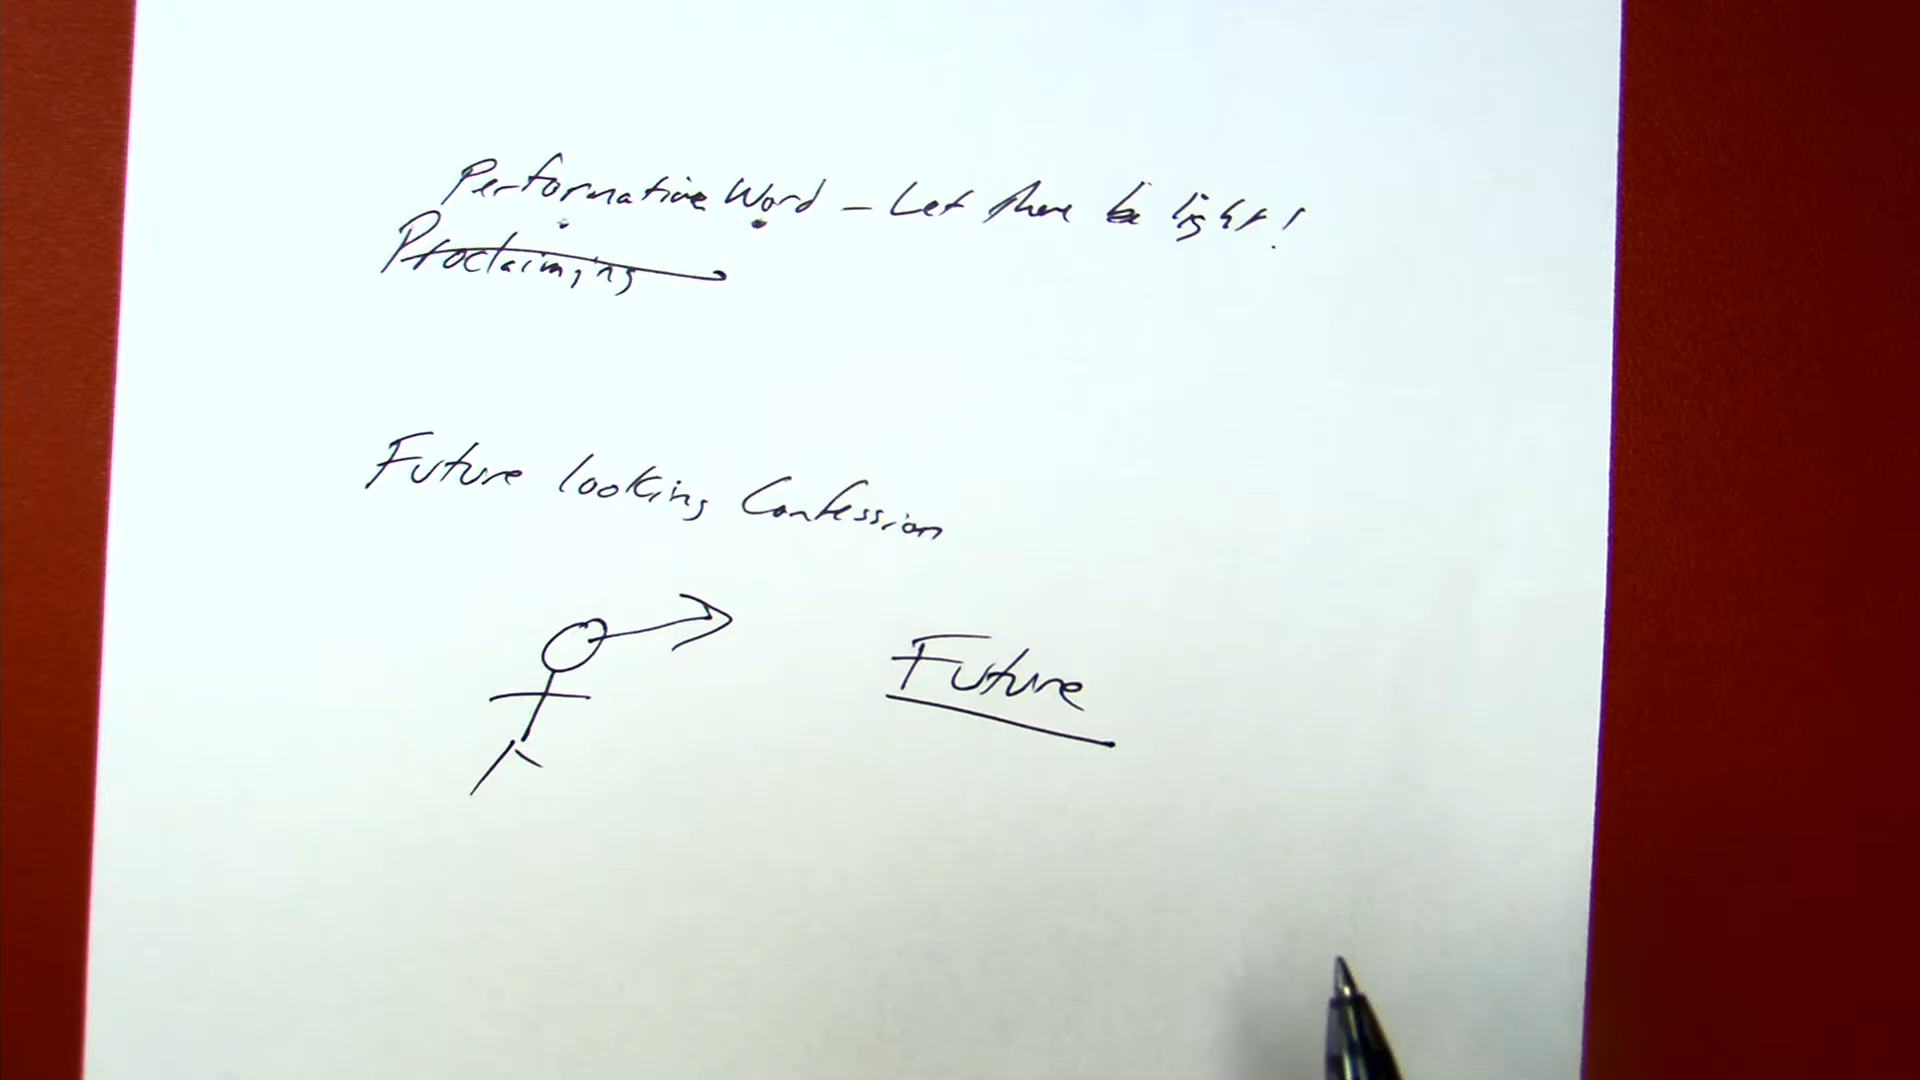 Performative Word – Let there be light!
Proclaiming
Future looking Confession
Future